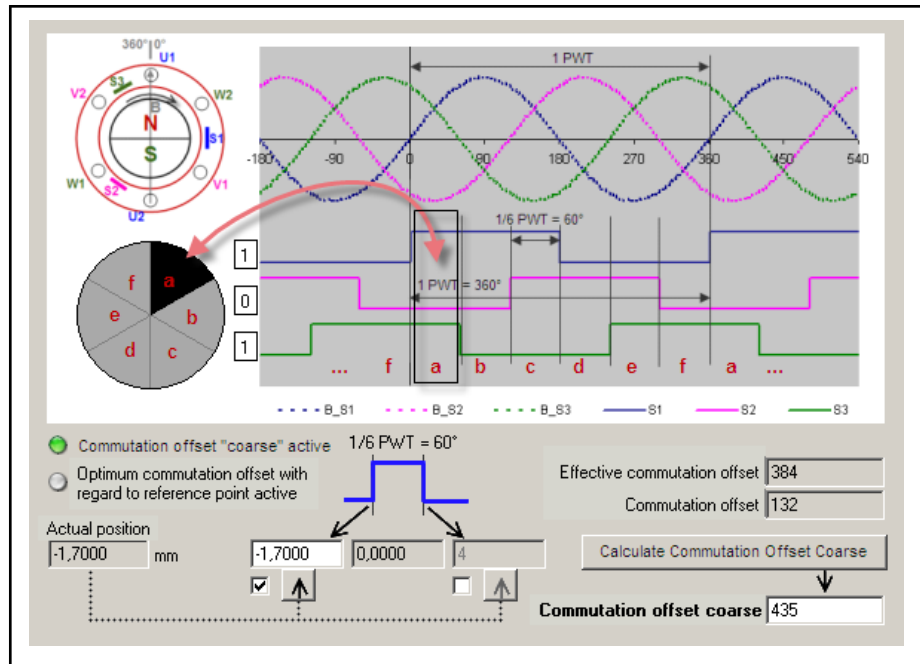 360° 0°
U1
S3
V2
W2
B
N
S1
S
W1
V1
S2
U2
1 PWT
-180 -90 0 90 180 270 360 450 540
1/6 PWT = 60°
1
1 PWT = 360°
0
1
f a
e b
d c
... f a b c d e f a ...
B_S1 B_S2 B_S3 S1 S2 S3
Commutation offset "coarse" active
1/6 PWT = 60°
Optimum commutation offset with
regard to reference point active
Effective commutation offset 384
Commutation offset 132
Actual position
-1,7000 mm -1,7000 0,0000 4
Calculate Commutation Offset Coarse
Commutation offset coarse 435